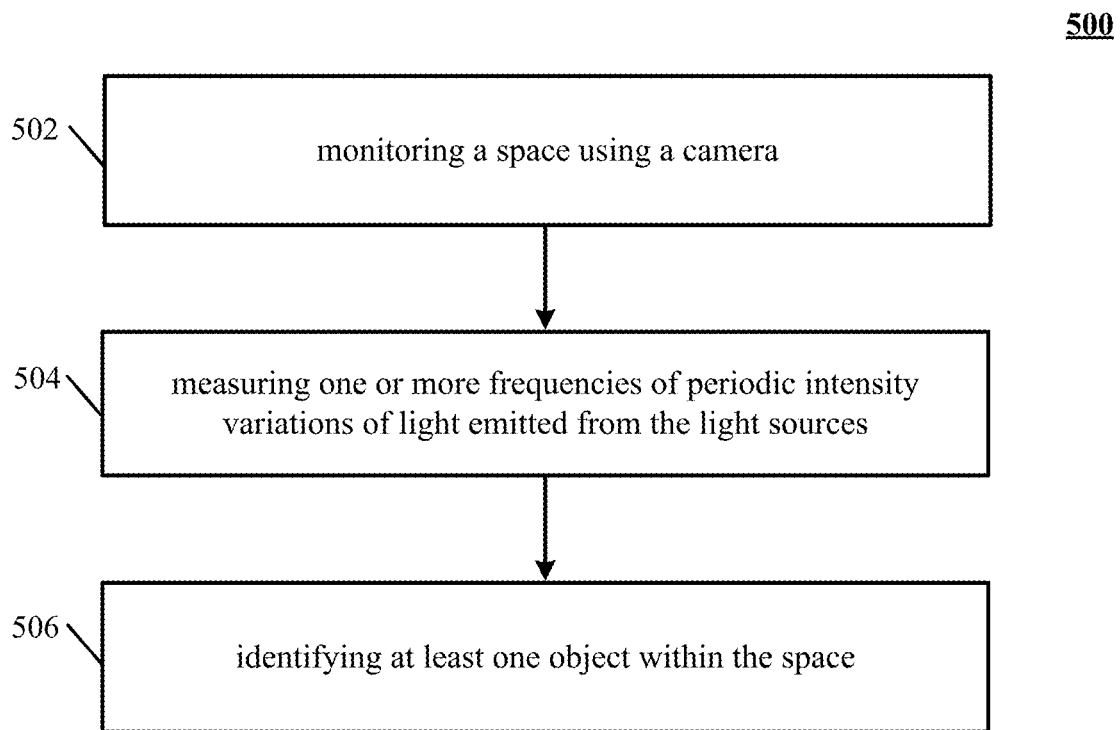 500
502
monitoring a space using a camera
504
measuring one or more frequencies of periodic intensity
variations of light emitted from the light sources
506
identifying at least one object within the space